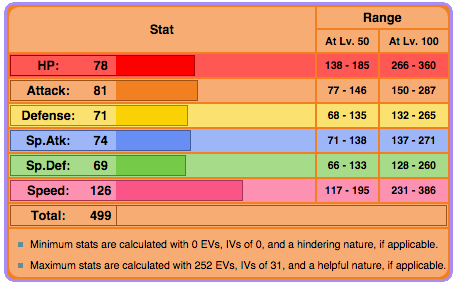 Stat Range
At Lv. 50 At Lv. 100
HP: 78 138 - 185 266 - 360
Attack: 81 77 - 146 150 - 287
Defense: 71 68 - 135 132 - 265
Sp.Atk: 74 71 - 138 137 - 271
Sp.Def: 69 66 - 133 128 - 260
Speed: 126 117 - 195 231 - 386
Total: 499
Minimum stats are calculated with 0 EVs, IVs of 0, and a hindering nature, if applicable.
Maximum stats are calculated with 252 EVs, IVs of 31, and a helpful nature, if applicable.